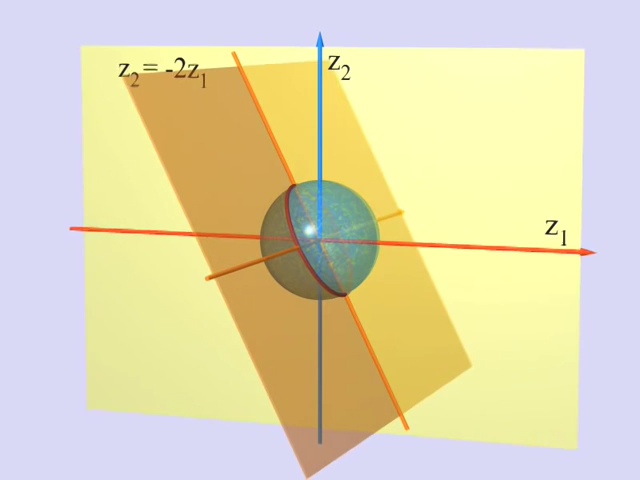 z₂ = -2z₁
z₂
z₁